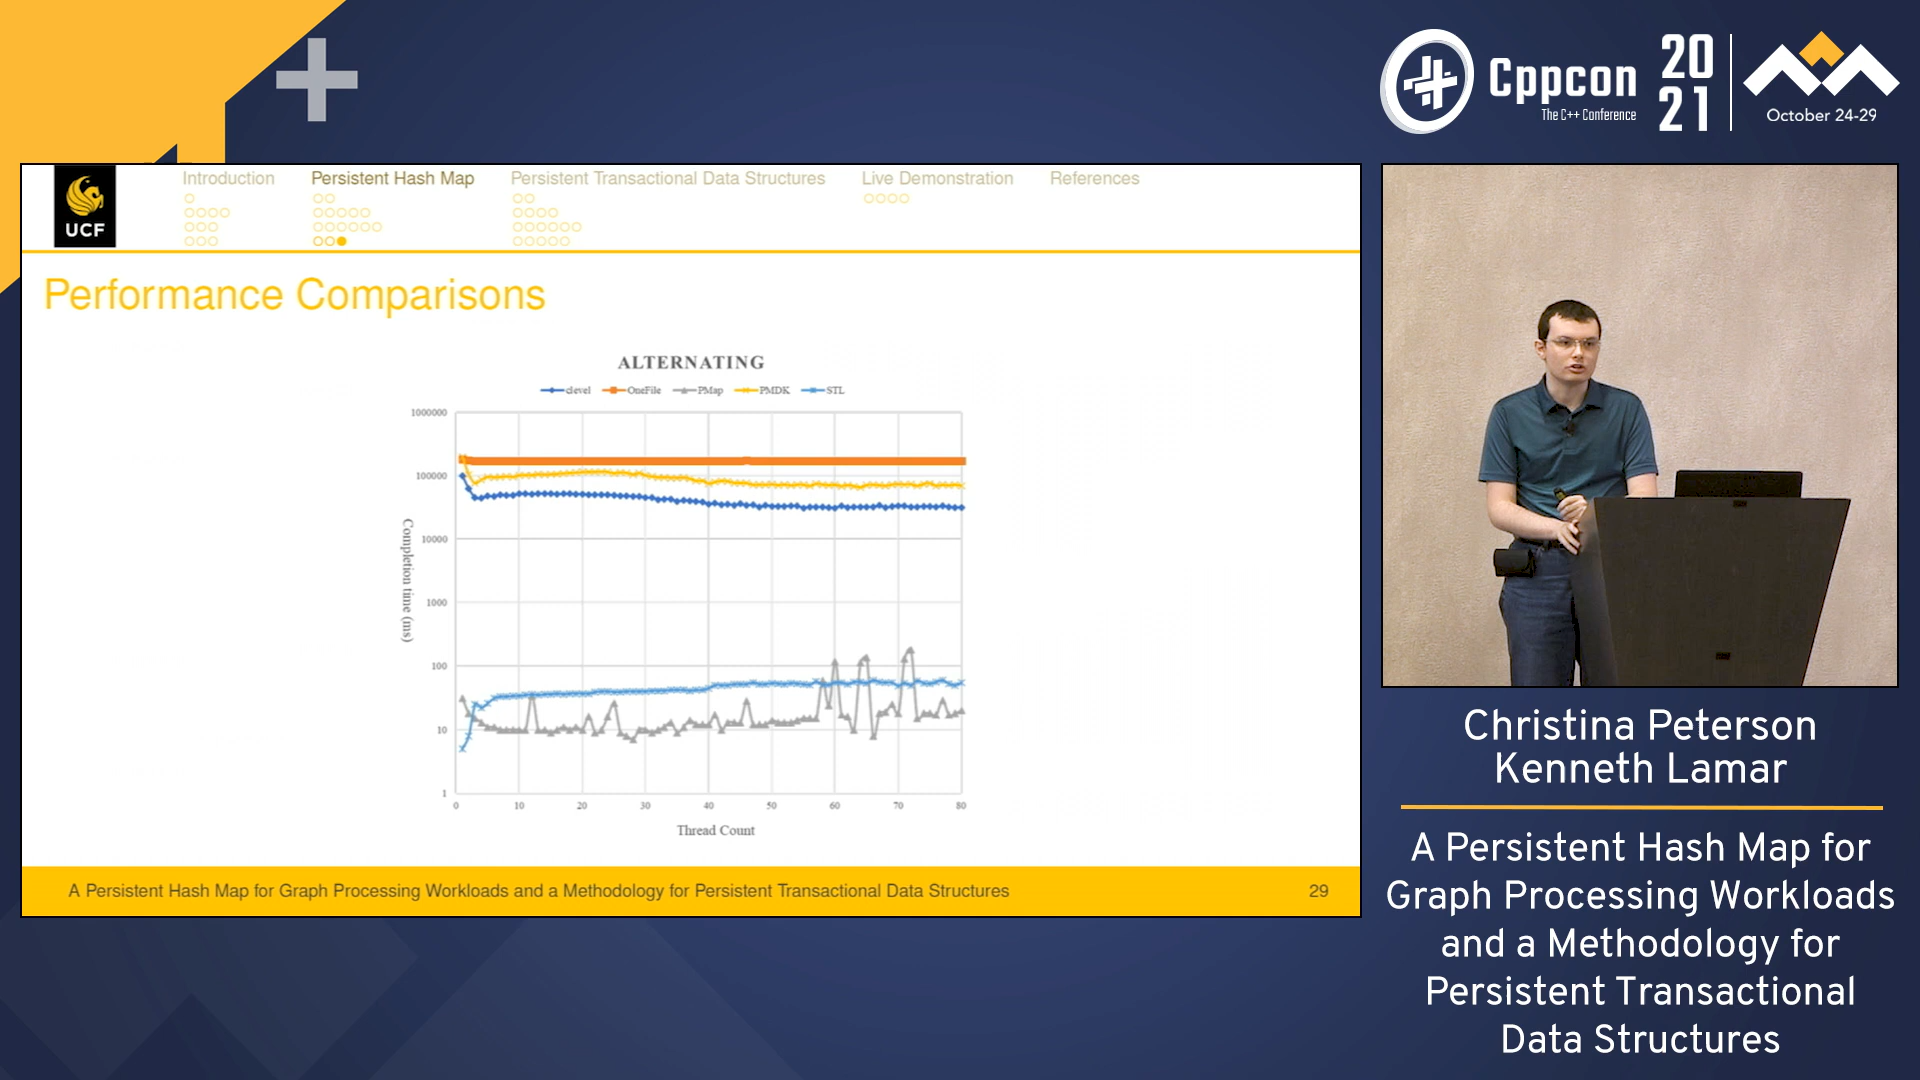 Cppcon
The C++ Conference
20
21
October 24-29
UCF
Introduction
Persistent Hash Map
Persistent Transactional Data Structures
Live Demonstration
References
Performance Comparisons
ALTERNATING
clevel
OneFile
PMap
PMDK
STL
1000000
100000
10000
1000
100
10
1
Completion time (ms)
0 10 20 30 40 50 60 70 80
Thread Count
A Persistent Hash Map for Graph Processing Workloads and a Methodology for Persistent Transactional Data Structures
29
Christina Peterson
Kenneth Lamar
A Persistent Hash Map for
Graph Processing Workloads
and a Methodology for
Persistent Transactional
Data Structures